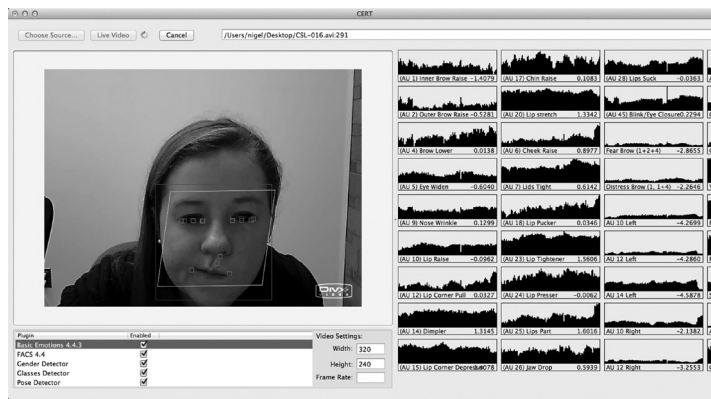 CERT
Choose Source... Live Video Cancel /Users/nigel/Desktop/CSL-016.avi:291
(AU 1) Inner Brow Raise -1.4079 (AU 17) Chin Raise 0.1083 (AU 28) Lips Suck -0.0363
(AU 2) Outer Brow Raise -0.5281 (AU 20) Lip stretch 1.3342 (AU 45) Blink/Eye Closure0.2294
(AU 4) Brow Lower 0.0138 (AU 6) Cheek Raise 0.8977 Fear Brow (1+2+4) -2.8655
(AU 5) Eye Widen -0.6040 (AU 7) Lids Tight 0.6142 Distress Brow (1, 1+4) -2.2646
(AU 9) Nose Wrinkle 0.1299 (AU 18) Lip Pucker 0.0346 AU 10 Left -4.2699
(AU 10) Lip Raise -0.0962 (AU 23) Lip Tightener 1.5606 AU 12 Left -4.2860
(AU 12) Lip Corner Pull 0.0327 (AU 24) Lip Presser -0.0062 AU 14 Left -4.5878
(AU 14) Dimpler 1.3145 (AU 25) Lips Part 1.6016 AU 10 Right -2.1382
(AU 15) Lip Corner Depressor (AU 26) Jaw Drop 0.5939 AU 12 Right -3.2553
DIVX
VIDEO
Plugin Enabled
Basic Emotions 4.4.3
FACS 4.4
Gender Detector
Glasses Detector
Pose Detector
Video Settings:
Width: 320
Height: 240
Frame Rate: